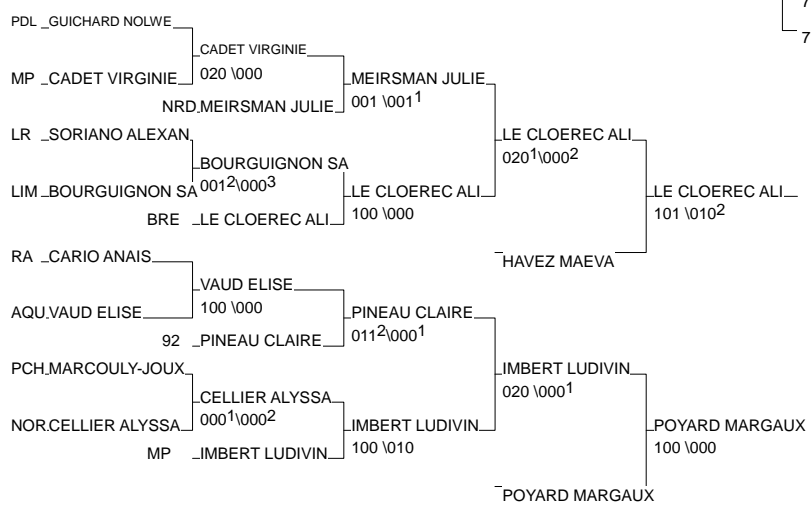 7
7
PDL GUICHARD NOLWE
CADET VIRGINIE
020 \000
MP CADET VIRGINIE
MEIRSMAN JULIE
001 \001¹
NRD MEIRSMAN JULIE
LR SORIANO ALEXAN
LE CLOEREC ALI
020¹\000²
BOURGUIGNON SA
001²\000³
LIM BOURGUIGNON SA
LE CLOEREC ALI
100 \000
LE CLOEREC ALI
101 \010²
BRE LE CLOEREC ALI
RA CARIO ANAIS
HAVEZ MAEVA
VAUD ELISE
100 \000
AQU VAUD ELISE
PINEAU CLAIRE
011²\000¹
92 PINEAU CLAIRE
PCH MARCOULY-JOUX
IMBERT LUDIVIN
020 \000¹
CELLIER ALYSSA
000¹\000²
NOR CELLIER ALYSSA
IMBERT LUDIVIN
100 \010
POYARD MARGAUX
100 \000
MP IMBERT LUDIVIN
POYARD MARGAUX